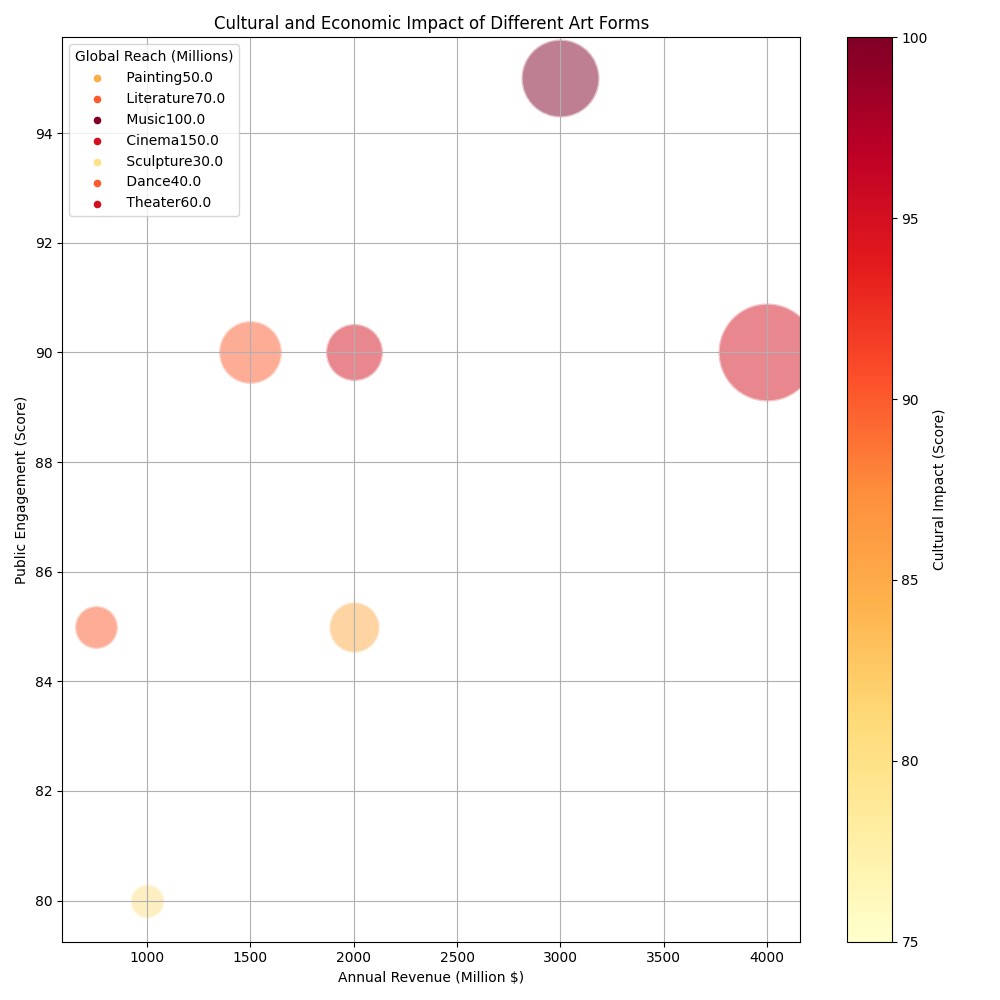 Cultural and Economic Impact of Different Art Forms
Global Reach (Millions)
Painting50.0
Literature70.0
Music100.0
Cinema150.0
Sculpture30.0
Dance40.0
Theater60.0
94
92
90
88
86
84
82
80
Public Engagement (Score)
1000 1500 2000 2500 3000 3500 4000
Annual Revenue (Million $)
100
95
90
85
80
75
Cultural Impact (Score)